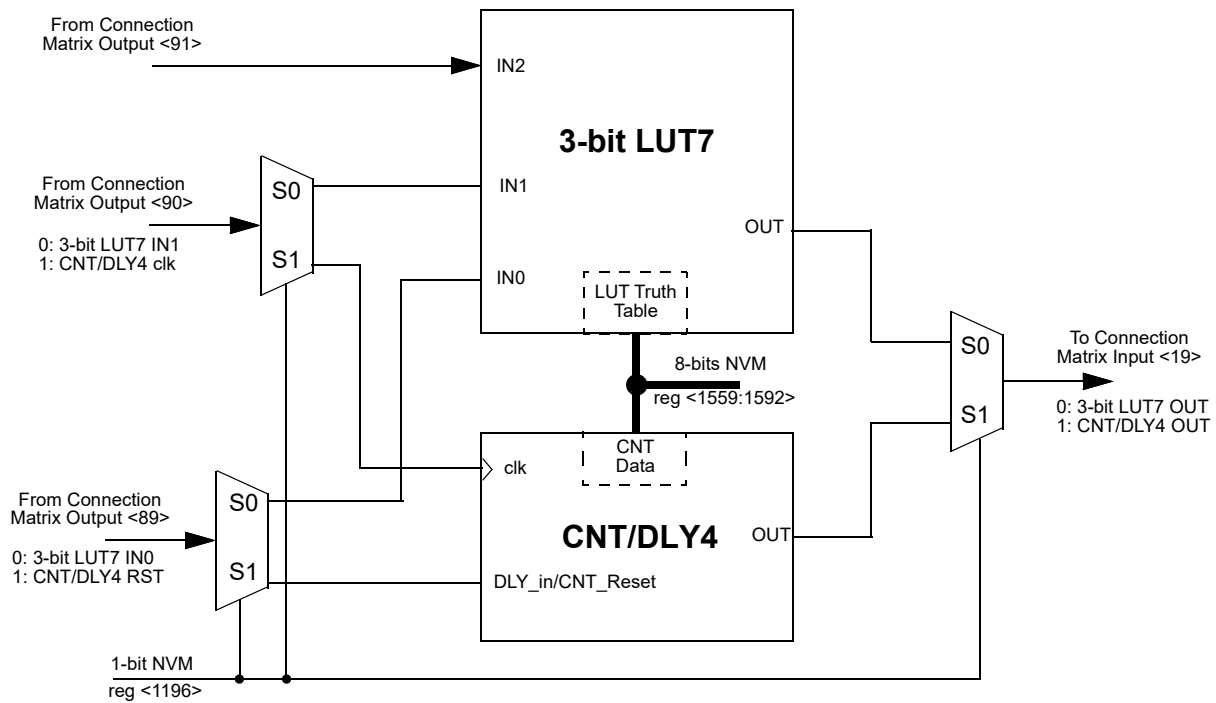 From Connection
Matrix Output <91>
IN2
3-bit LUT7
From Connection
Matrix Output <90>
S0
IN1
0: 3-bit LUT7 IN1
1: CNT/DLY4 clk
S1
OUT
IN0
LUT Truth
Table
S0
To Connection
Matrix Input <19>
8-bits NVM
reg <1559:1592>
0: 3-bit LUT7 OUT
1: CNT/DLY4 OUT
S1
CNT
Data
clk
From Connection
Matrix Output <89>
S0
CNT/DLY4
OUT
0: 3-bit LUT7 IN0
1: CNT/DLY4 RST
S1
DLY_in/CNT_Reset
1-bit NVM
reg <1196>